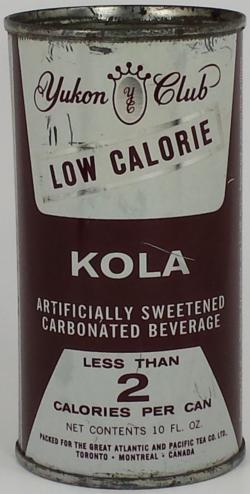 Yukon Club
YC
LOW CALORIE
KOLA
ARTIFICIALLY SWEETENED
CARBONATED BEVERAGE
LESS THAN
2
CALORIES PER CAN
NET CONTENTS 10 FL. OZ.
PACKED FOR THE GREAT ATLANTIC AND PACIFIC TEA CO. LTD.
TORONTO • MONTREAL • CANADA